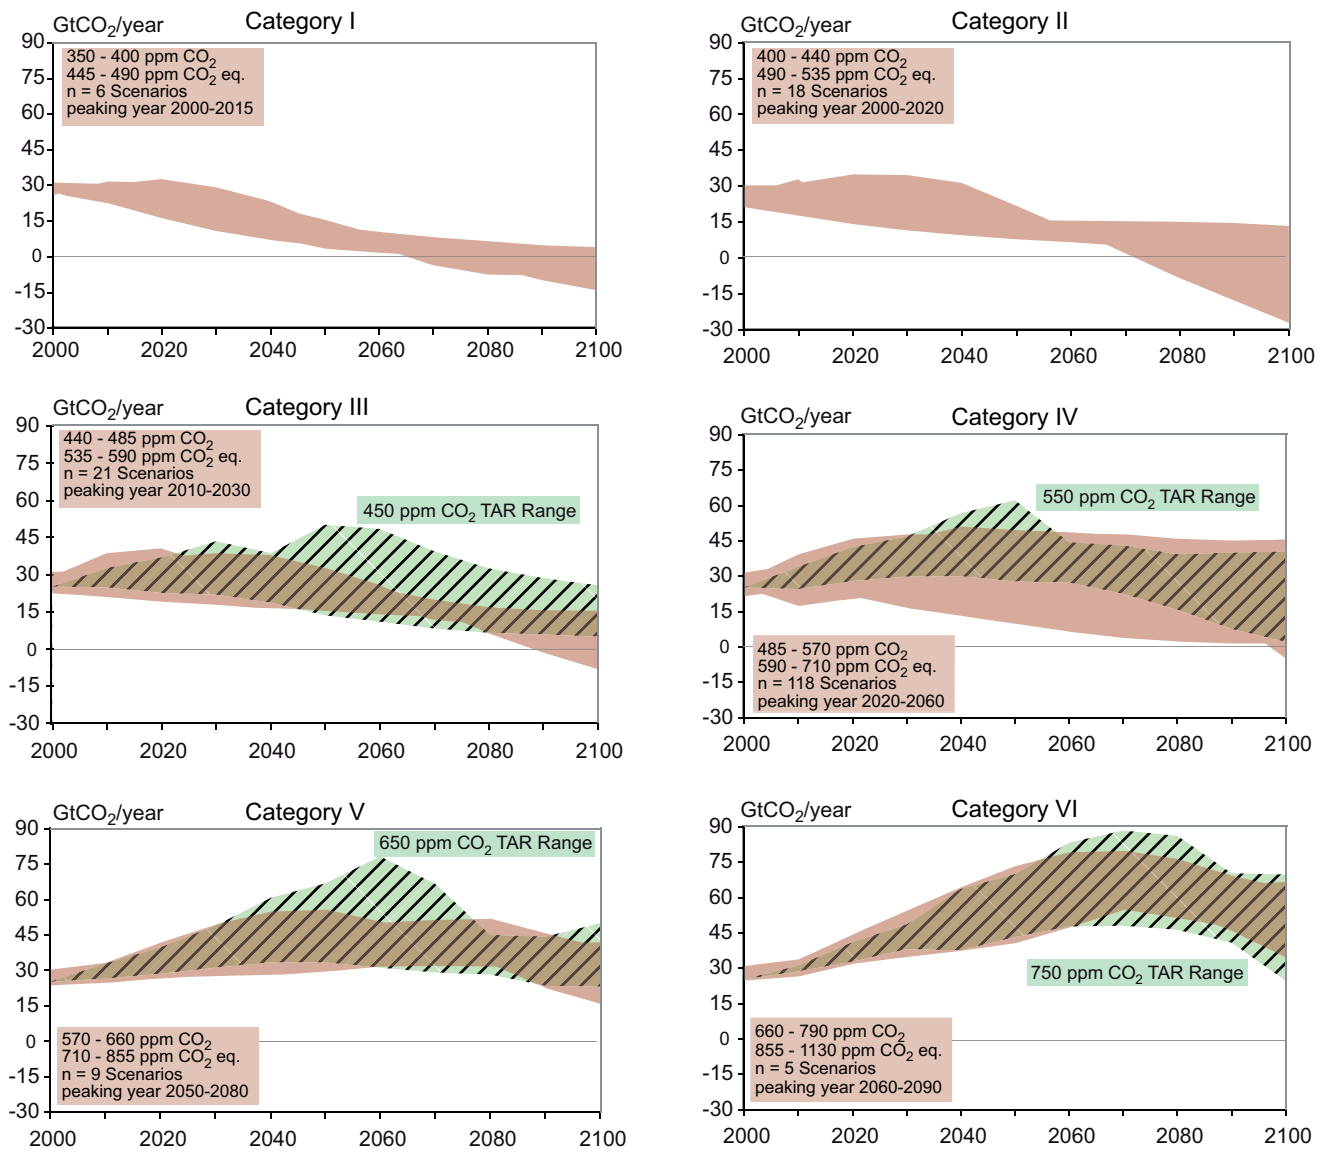 GtCO2/year
Category I
90
75
60
45
30
15
0
-15
-30
350 - 400 ppm CO2
445 - 490 ppm CO2 eq.
n = 6 Scenarios
peaking year 2000-2015
2000 2020 2040 2060 2080 2100
GtCO2/year
Category II
90
75
60
45
30
15
0
-15
-30
400 - 440 ppm CO2
490 - 535 ppm CO2 eq.
n = 18 Scenarios
peaking year 2000-2020
2000 2020 2040 2060 2080 2100
GtCO2/year
Category III
90
75
60
45
30
15
0
-15
-30
440 - 485 ppm CO2
535 - 590 ppm CO2 eq.
n = 21 Scenarios
peaking year 2010-2030
450 ppm CO2 TAR Range
2000 2020 2040 2060 2080 2100
GtCO2/year
Category IV
90
75
60
45
30
15
0
-15
-30
550 ppm CO2 TAR Range
485 - 570 ppm CO2
590 - 710 ppm CO2 eq.
n = 118 Scenarios
peaking year 2020-2060
2000 2020 2040 2060 2080 2100
GtCO2/year
Category V
90
75
60
45
30
15
0
-15
-30
650 ppm CO2 TAR Range
570 - 660 ppm CO2
710 - 855 ppm CO2 eq.
n = 9 Scenarios
peaking year 2050-2080
2000 2020 2040 2060 2080 2100
GtCO2/year
Category VI
90
75
60
45
30
15
0
-15
-30
750 ppm CO2 TAR Range
660 - 790 ppm CO2
855 - 1130 ppm CO2 eq.
n = 5 Scenarios
peaking year 2060-2090
2000 2020 2040 2060 2080 2100